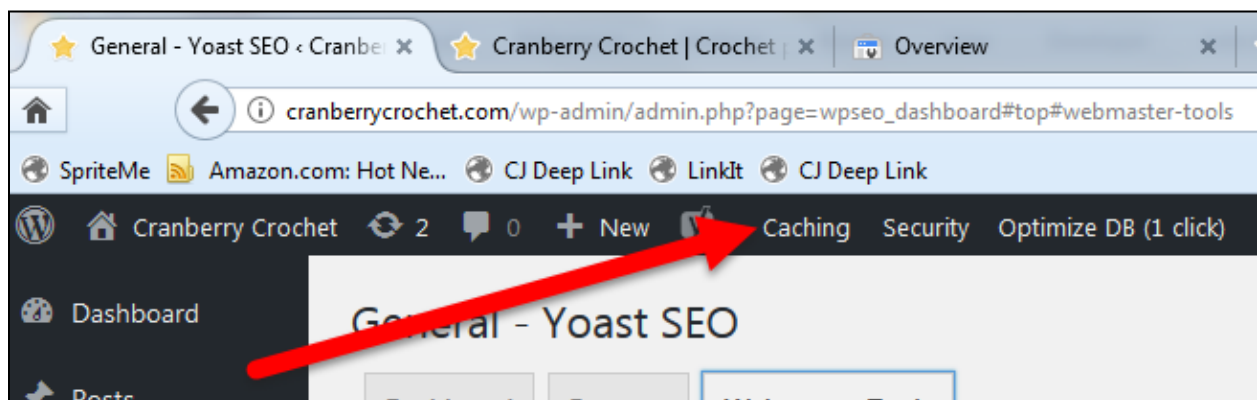 General - Yoast SEO ‹ Cranbe Cranberry Crochet | Crochet Overview
cranberrycrochet.com/wp-admin/admin.php?page=wpseo_dashboard#top#webmaster-tools
SpriteMe Amazon.com: Hot Ne... CJ Deep Link LinkIt CJ Deep Link
Cranberry Crochet 2 0 New Caching Security Optimize DB (1 click)
Dashboard General - Yoast SEO
Posts